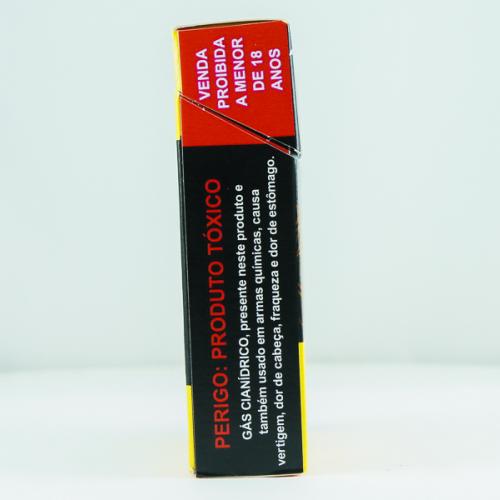 VENDA
PROIBIDA
A MENOR
DE 18
ANOS
PERIGO: PRODUTO TÓXICO
GÁS CIANÍDRICO, presente neste produto e
também usado em armas químicas, causa
vertigem, dor de cabeça, fraqueza e dor de estômago.